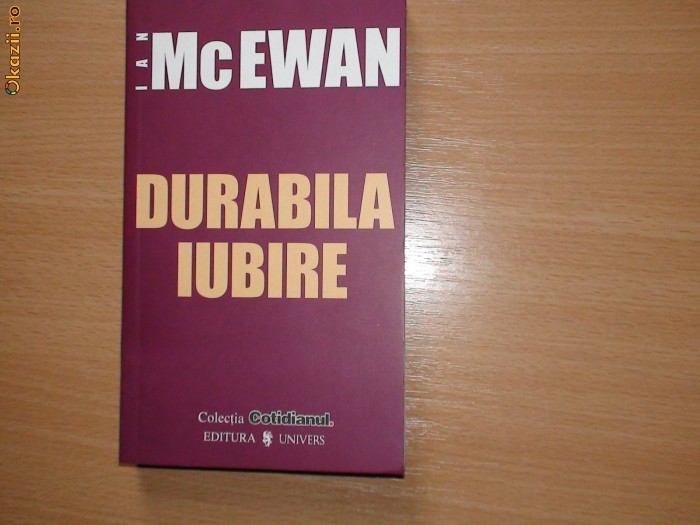 Okazii.ro
IAN
McEWAN
DURABILA
IUBIRE
Colecția Cotidianul.
EDITURA UNIVERS